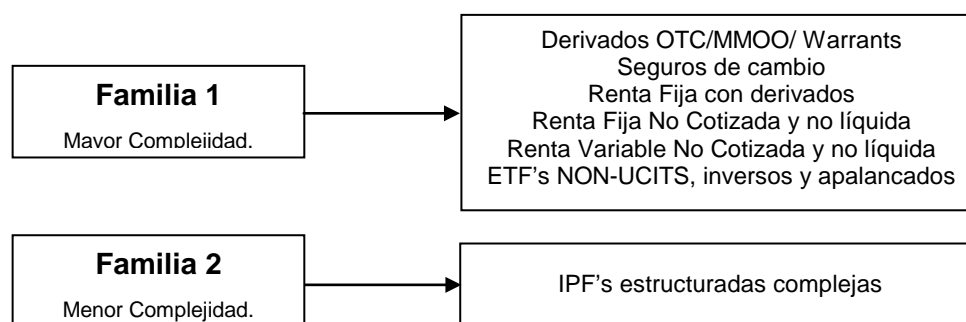 Familia 1
Mayor Complejidad.
Derivados OTC/MMOO/ Warrants
Seguros de cambio
Renta Fija con derivados
Renta Fija No Cotizada y no líquida
Renta Variable No Cotizada y no líquida
ETF's NON-UCITS, inversos y apalancados
Familia 2
Menor Complejidad.
IPF's estructuradas complejas